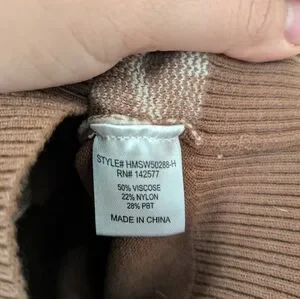 STYLE# HMSW50288-H
RN# 142577
50% VISCOSE
22% NYLON
28% PBT
MADE IN CHINA